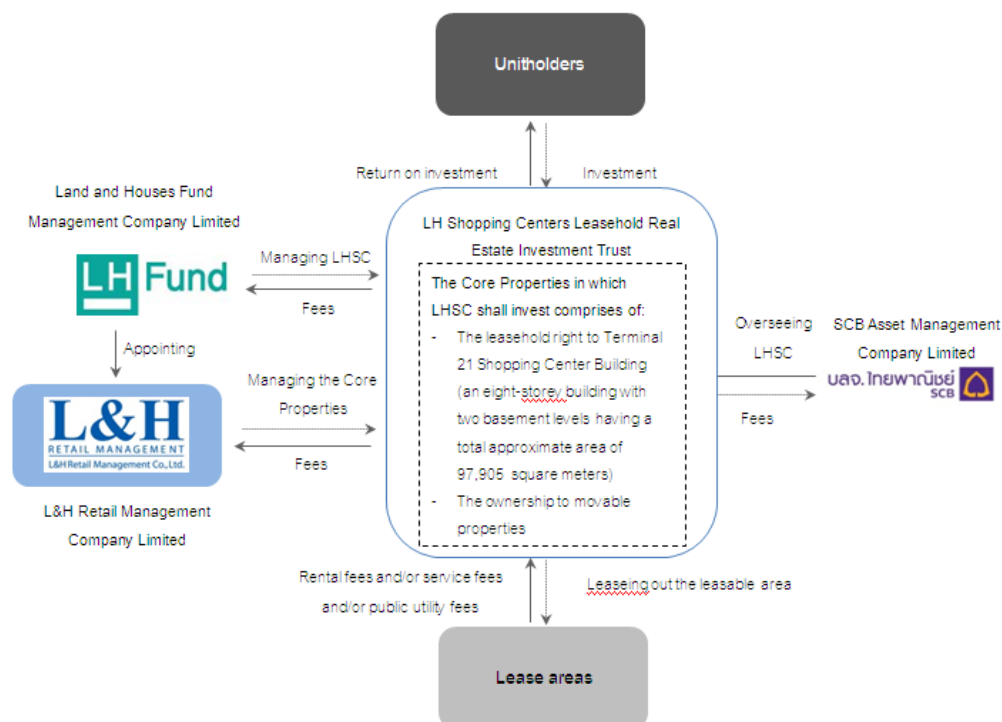 Unitholders
Return on investment
Investment
Land and Houses Fund
Management Company Limited
LH Fund
Managing LHSC
Fees
Appointing
L&H
RETAIL MANAGEMENT
L&H Retail Management Co., Ltd.
L&H Retail Management
Company Limited
Managing the Core
Properties
Fees
LH Shopping Centers Leasehold Real
Estate Investment Trust
The Core Properties in which
LHSC shall invest comprises of:
- The leasehold right to Terminal
21 Shopping Center Building
(an eight-storey building with
two basement levels having a
total approximate area of
97,905 square meters)
- The ownership to movable
properties
Overseeing
LHSC
Fees
SCB Asset Management
Company Limited
บลจ. ไทยพาณิชย์
SCB
Rental fees and/or service fees
and/or public utility fees
Leaseing out the leasable area
Lease areas